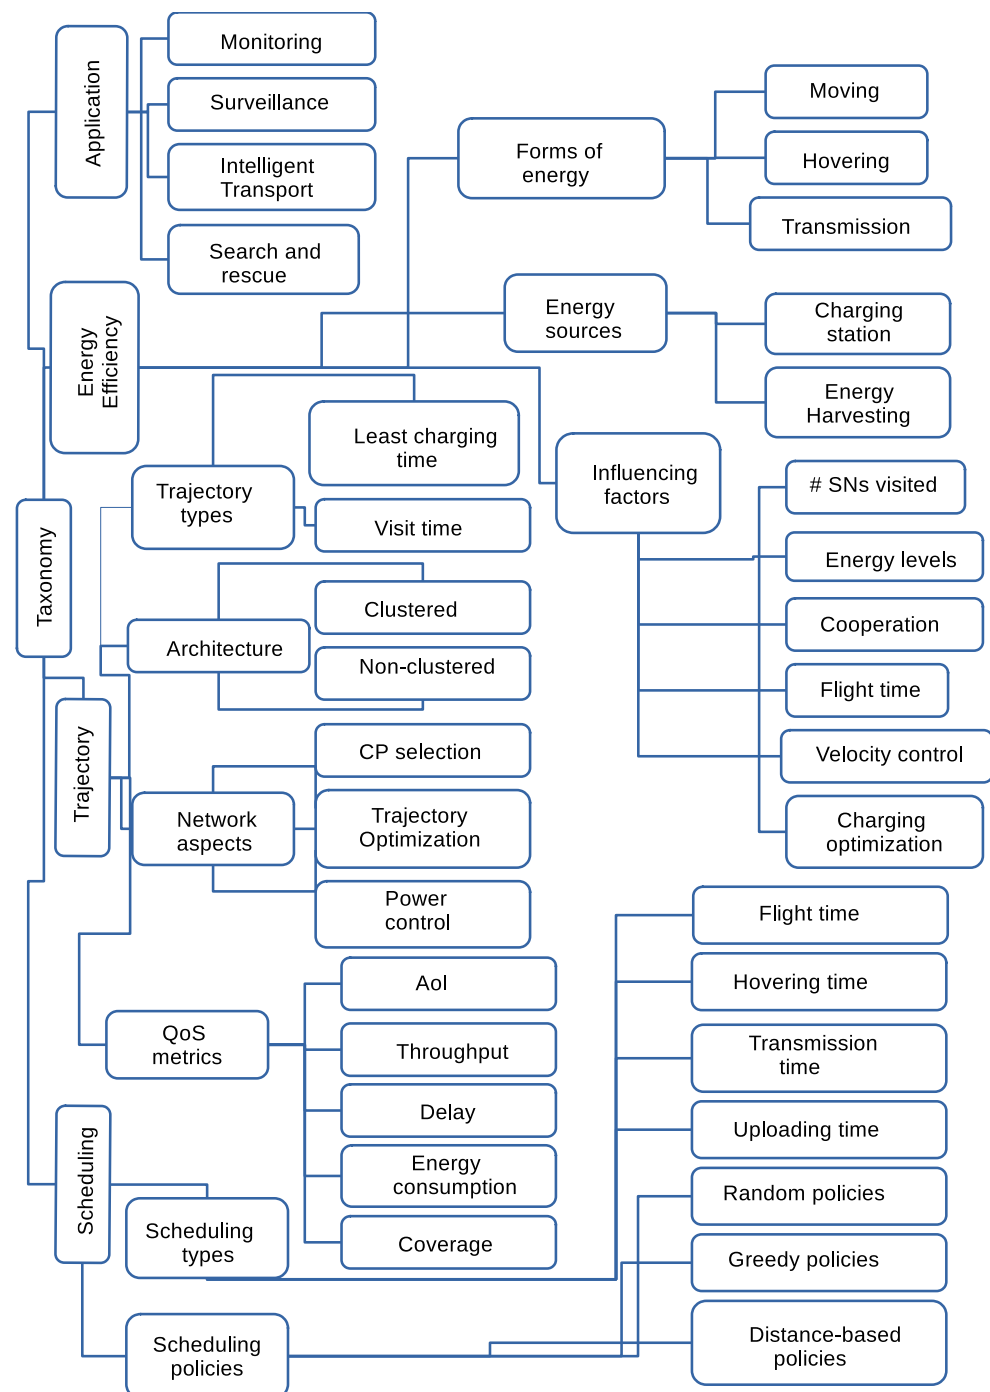 Taxonomy
Application
Monitoring
Surveillance
Intelligent
Transport
Search and
rescue
Energy
Efficiency
Forms of
energy
Moving
Hovering
Transmission
Energy
sources
Charging
station
Energy
Harvesting
Influencing
factors
# SNs visited
Energy levels
Cooperation
Flight time
Velocity control
Charging
optimization
Trajectory
Trajectory
types
Least charging
time
Visit time
Architecture
Clustered
Non-clustered
Network
aspects
CP selection
Trajectory
Optimization
Power
control
QoS
metrics
AoI
Throughput
Delay
Energy
consumption
Coverage
Scheduling
Scheduling
types
Flight time
Hovering time
Transmission
time
Uploading time
Scheduling
policies
Random policies
Greedy policies
Distance-based
policies